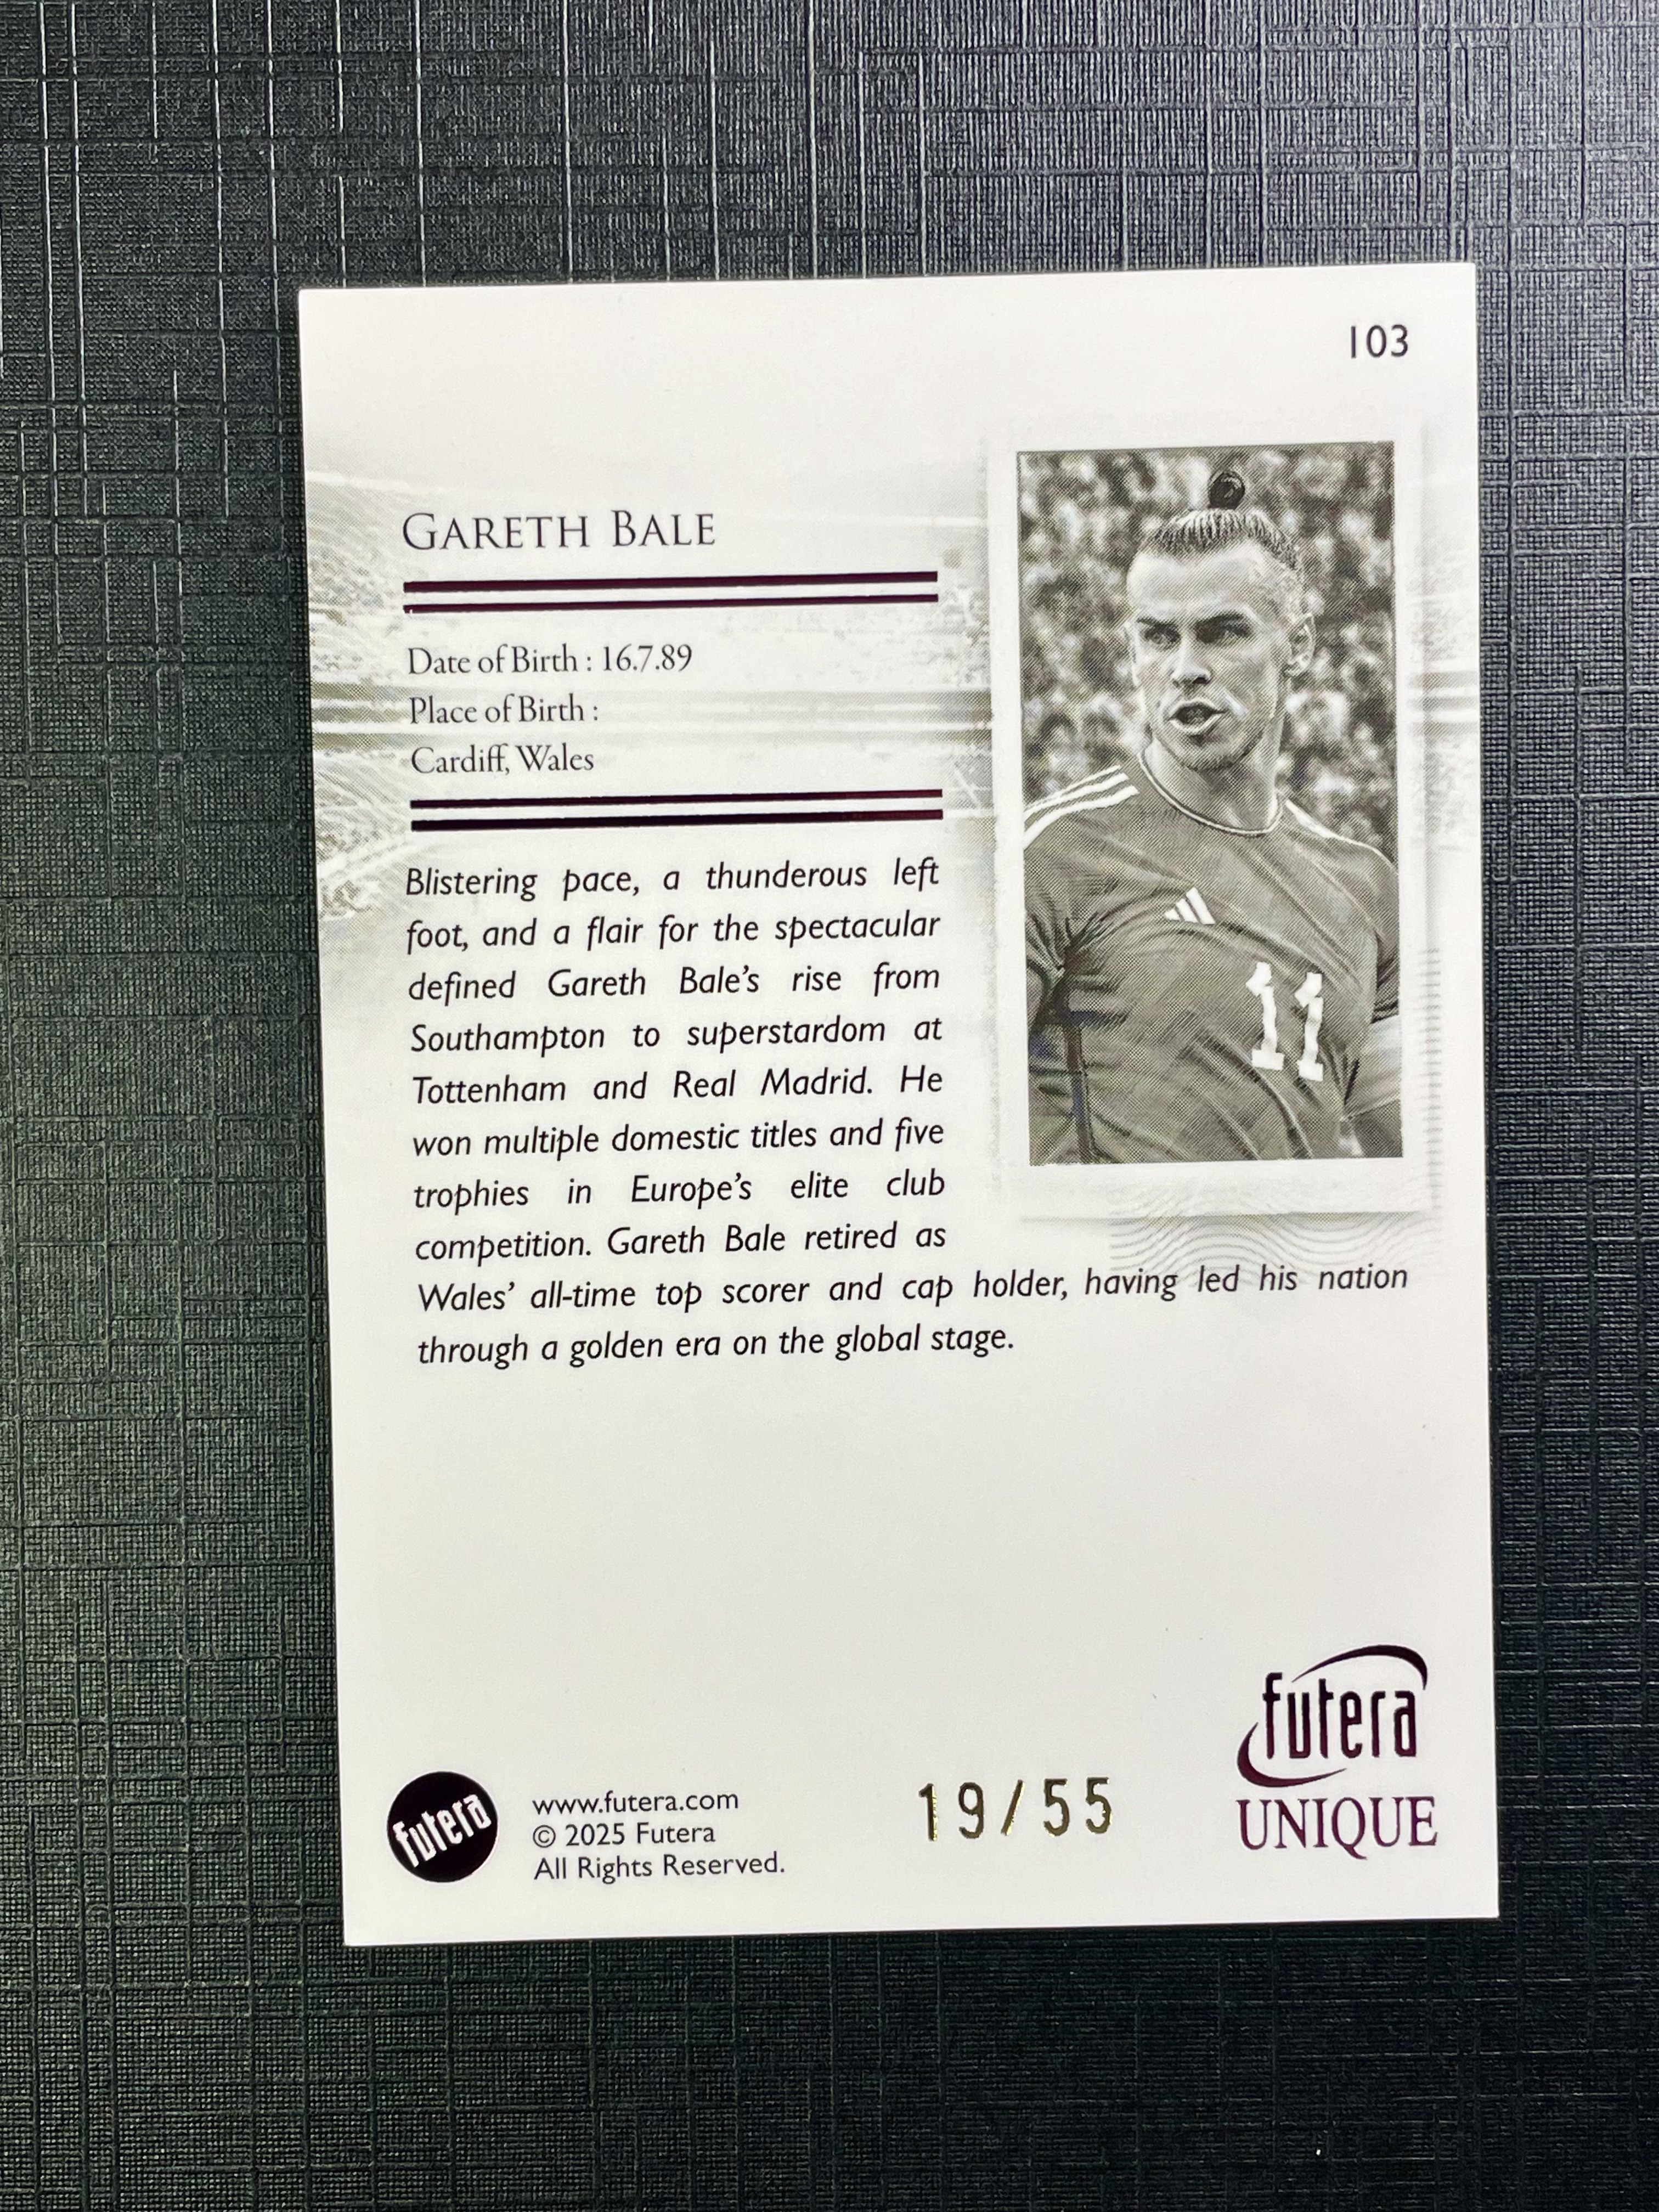 103
GARETH BALE
Date of Birth : 16.7.89
Place of Birth :
Cardiff, Wales
Blistering pace, a thunderous left
foot, and a flair for the spectacular
defined Gareth Bale's rise from
Southampton to superstardom at
Tottenham and Real Madrid. He
won multiple domestic titles and five
trophies in Europe's elite club
competition. Gareth Bale retired as
Wales' all-time top scorer and cap holder, having led his nation
through a golden era on the global stage.
11
futera
www.futera.com
© 2025 Futera
All Rights Reserved.
19/55
futera
UNIQUE